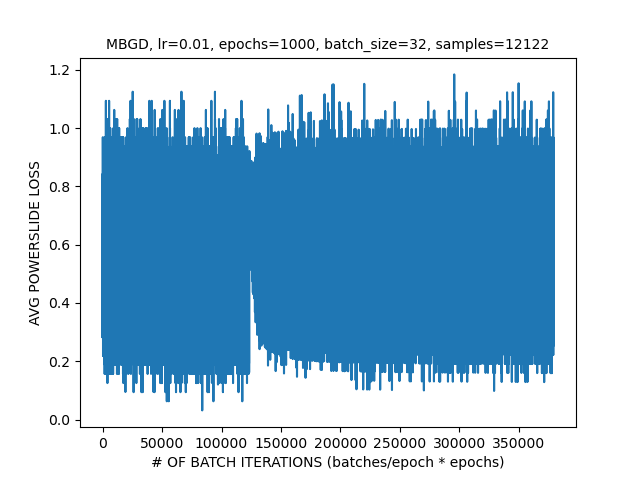 MBGD, lr=0.01, epochs=1000, batch_size=32, samples=12122
1.2
1.0
0.8
0.6
0.4
0.2
0.0
AVG POWERSLIDE LOSS
0 50000 100000 150000 200000 250000 300000 350000
# OF BATCH ITERATIONS (batches/epoch * epochs)